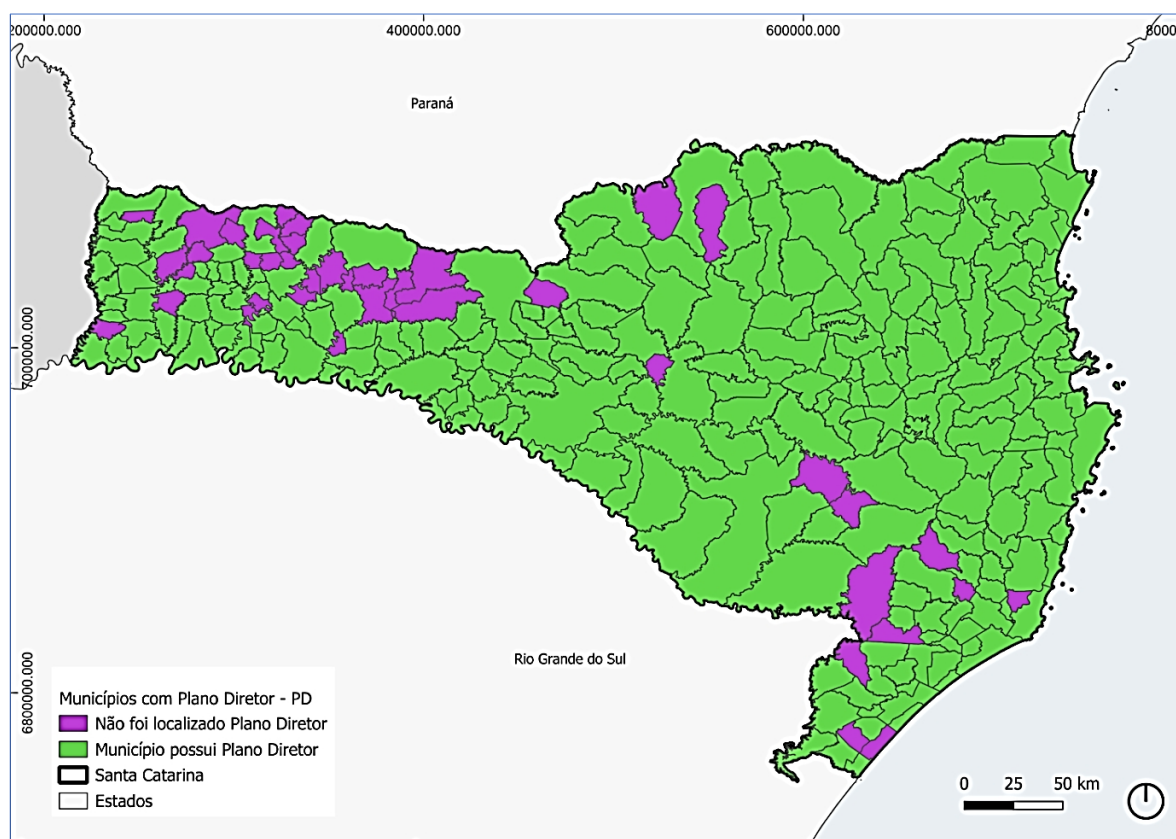 200000.000 400000.000 600000.000 8000
Paraná
7000000.000
Rio Grande do Sul
6800000.000
Municípios com Plano Diretor - PD
Não foi localizado Plano Diretor
Município possui Plano Diretor
Santa Catarina
Estados
0 25 50 km